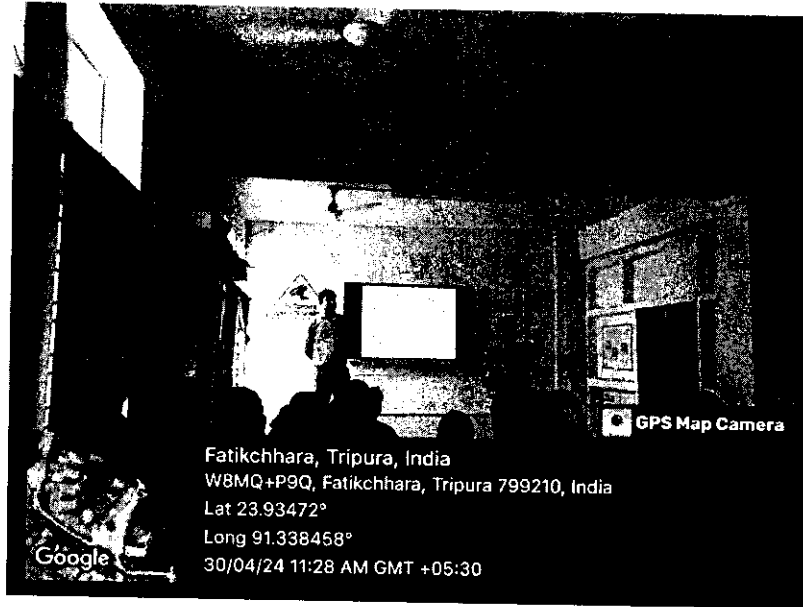 GPS Map Camera
Fatikchhara, Tripura, India
W8MQ+P9Q, Fatikchhara, Tripura 799210, India
Lat 23.93472°
Long 91.338458°
30/04/24 11:28 AM GMT +05:30
Google